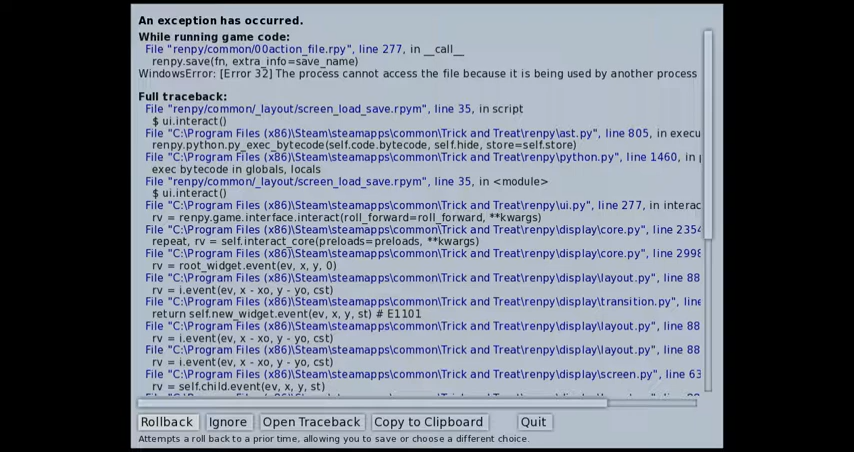 An exception has occurred.
While running game code:
File "renpy/common/00action_file.rpy", line 277, in __call__
renpy.save(fn, extra_info=save_name)
WindowsError: [Error 32] The process cannot access the file because it is being used by another process
Full traceback:
File "renpy/common/_layout/screen_load_save.rpym", line 35, in script
$ ui.interact()
File "C:\Program Files (x86)\Steam\steamapps\common\Trick and Treat\renpy\ast.py", line 805, in execu
renpy.python.py_exec_bytecode(self.code.bytecode, self.hide, store=self.store)
File "C:\Program Files (x86)\Steam\steamapps\common\Trick and Treat\renpy\python.py", line 1460, in
exec bytecode in globals, locals
File "renpy/common/_layout/screen_load_save.rpym", line 35, in <module>
$ ui.interact()
File "C:\Program Files (x86)\Steam\steamapps\common\Trick and Treat\renpy\ui.py", line 277, in interac
rv = renpy.game.interface.interact(roll_forward=roll_forward, **kwargs)
File "C:\Program Files (x86)\Steam\steamapps\common\Trick and Treat\renpy\display\core.py", line 2354
repeat, rv = self.interact_core(preloads=preloads, **kwargs)
File "C:\Program Files (x86)\Steam\steamapps\common\Trick and Treat\renpy\display\core.py", line 2998
rv = root_widget.event(ev, x, y, 0)
File "C:\Program Files (x86)\Steam\steamapps\common\Trick and Treat\renpy\display\layout.py", line 88
rv = i.event(ev, x - xo, y - yo, cst)
File "C:\Program Files (x86)\Steam\steamapps\common\Trick and Treat\renpy\display\transition.py", line
return self.new_widget.event(ev, x, y, st) # E1101
File "C:\Program Files (x86)\Steam\steamapps\common\Trick and Treat\renpy\display\layout.py", line 88
rv = i.event(ev, x - xo, y - yo, cst)
File "C:\Program Files (x86)\Steam\steamapps\common\Trick and Treat\renpy\display\layout.py", line 88
rv = i.event(ev, x - xo, y - yo, cst)
File "C:\Program Files (x86)\Steam\steamapps\common\Trick and Treat\renpy\display\screen.py", line 63
rv = self.child.event(ev, x, y, st)
Rollback Ignore Open Traceback Copy to Clipboard Quit
Attempts a roll back to a prior time, allowing you to save or choose a different choice.